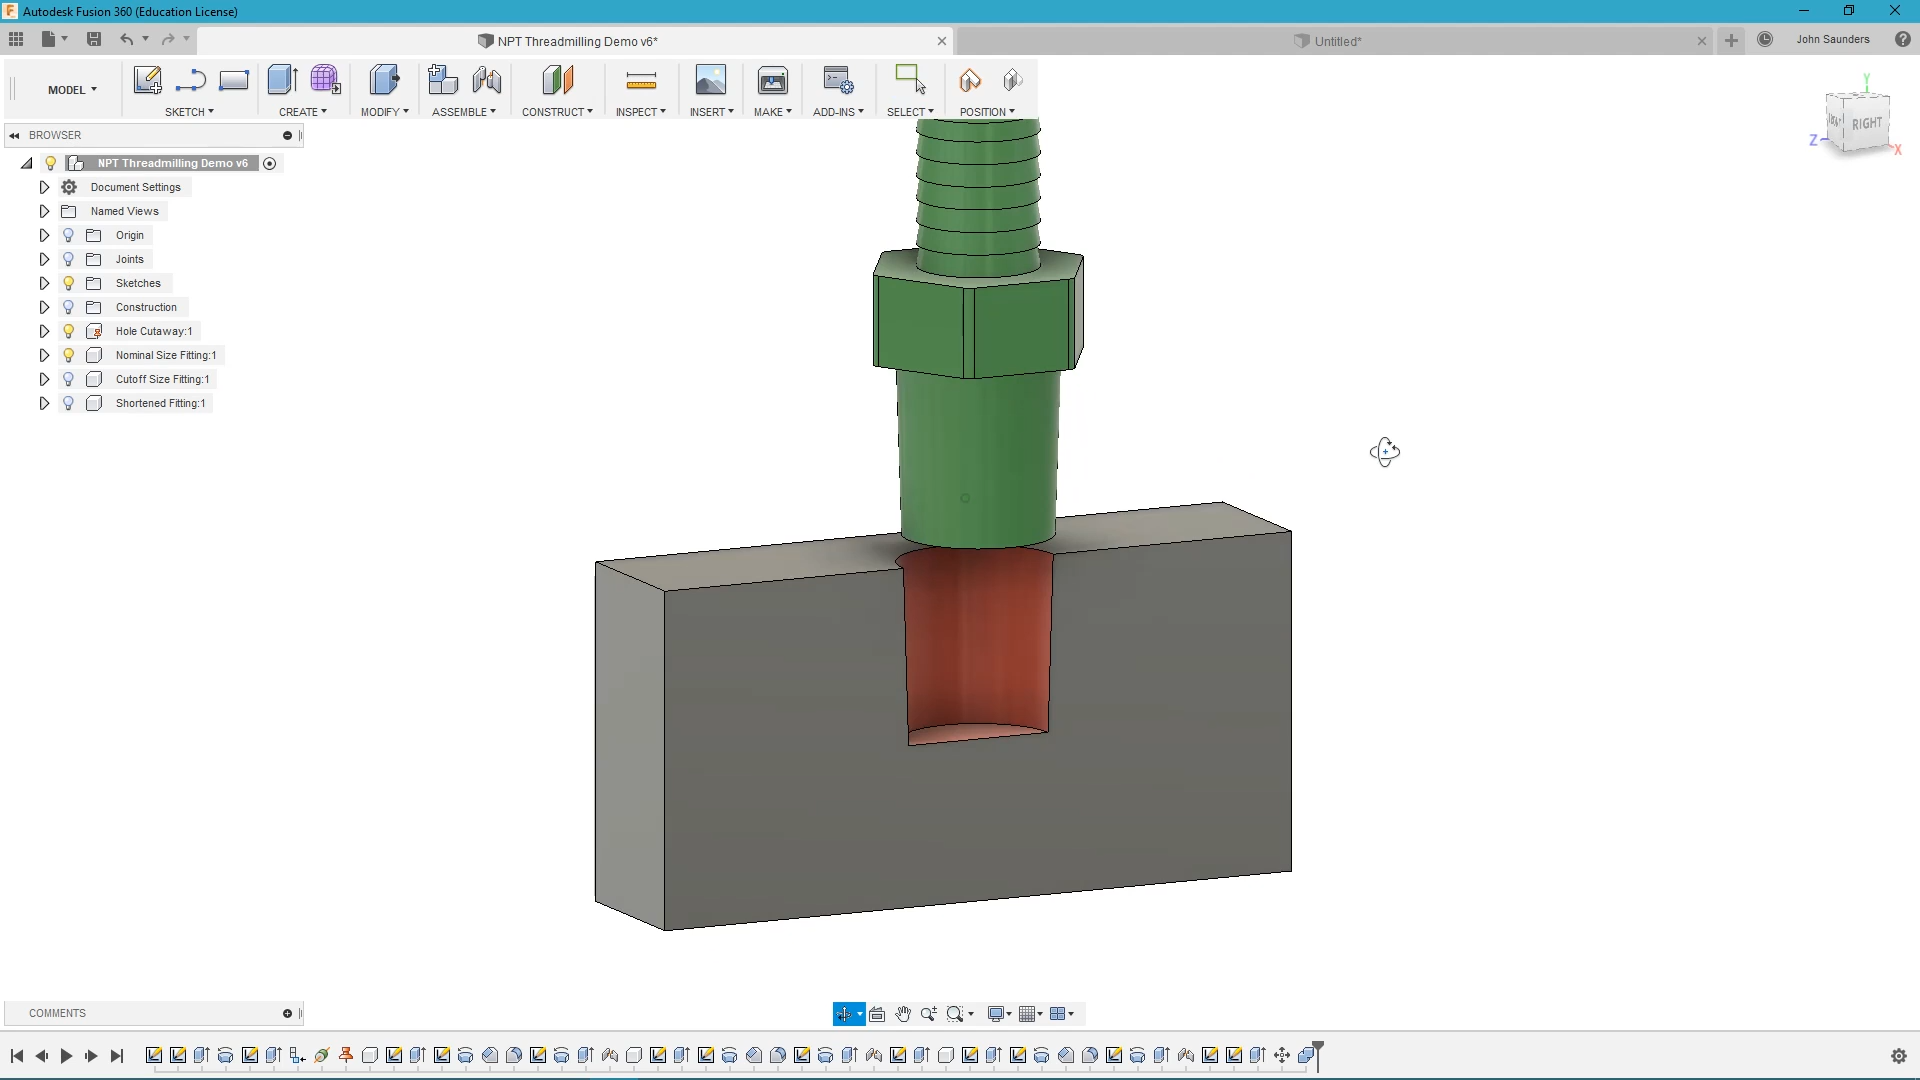 Autodesk Fusion 360 (Education License)
NPT Threadmilling Demo v6*
Untitled*
John Saunders
MODEL
SKETCH
CREATE
MODIFY
ASSEMBLE
CONSTRUCT
INSPECT
INSERT
MAKE
ADD-INS
SELECT
POSITION
BROWSER
NPT Threadmilling Demo v6
Document Settings
Named Views
Origin
Joints
Sketches
Construction
Hole Cutaway:1
Nominal Size Fitting:1
Cutoff Size Fitting:1
Shortened Fitting:1
Y
RIGHT
Z
X
COMMENTS